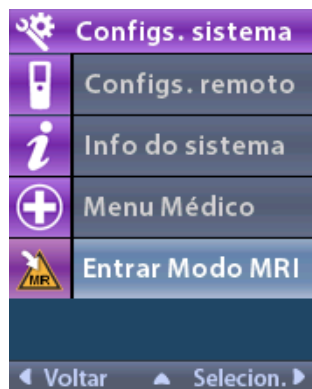 Configs. sistema
Configs. remoto
Info do sistema
Menu Médico
MR
Entrar Modo MRI
Voltar Selecion.